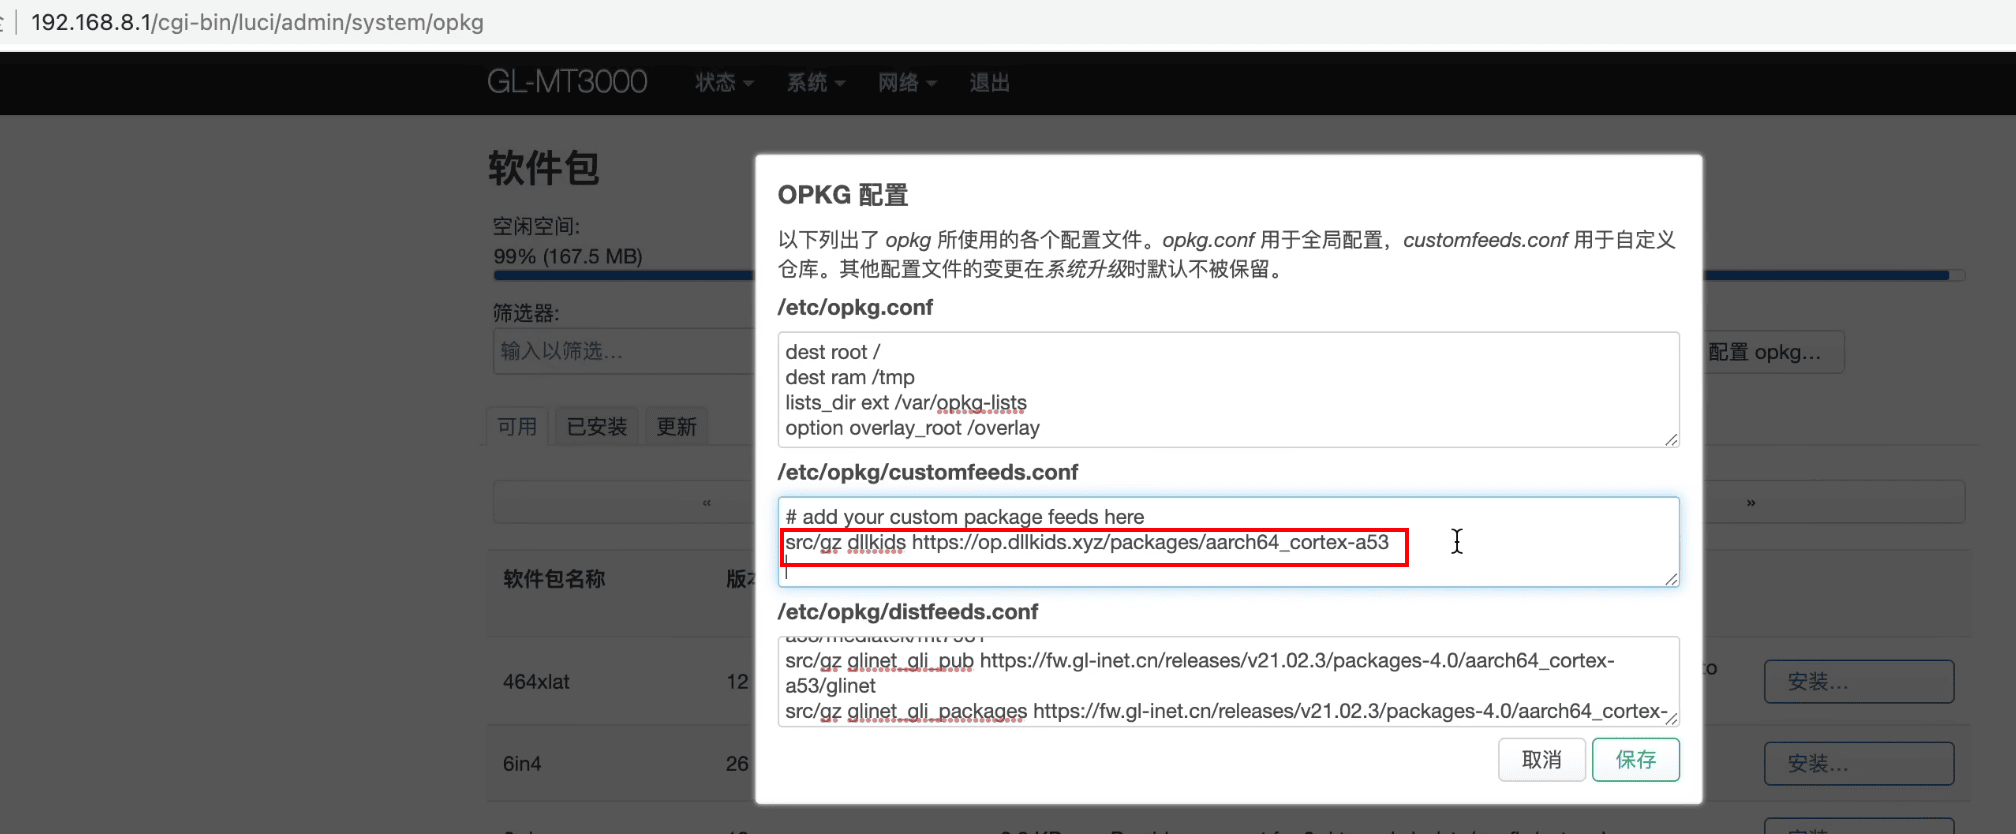 192.168.8.1/cgi-bin/luci/admin/system/opkg
GL-MT3000 状态 系统 网络 退出
软件包
空闲空间:
99% (167.5 MB)
筛选器:
输入以筛选…
配置 opkg…
可用 已安装 更新
«
»
软件包名称
464xlat 12
安装…
6in4 26
安装…
OPKG 配置
以下列出了 opkg 所使用的各个配置文件。opkg.conf 用于全局配置，customfeeds.conf 用于自定义
仓库。其他配置文件的变更在系统升级时默认不被保留。
/etc/opkg.conf
dest root /
dest ram /tmp
lists_dir ext /var/opkg-lists
option overlay_root /overlay
/etc/opkg/customfeeds.conf
# add your custom package feeds here
src/gz dllkids https://op.dllkids.xyz/packages/aarch64_cortex-a53
/etc/opkg/distfeeds.conf
src/gz glinet_gli_pub https://fw.gl-inet.cn/releases/v21.02.3/packages-4.0/aarch64_cortex-
a53/glinet
src/gz glinet_gli_packages https://fw.gl-inet.cn/releases/v21.02.3/packages-4.0/aarch64_cortex-
取消 保存